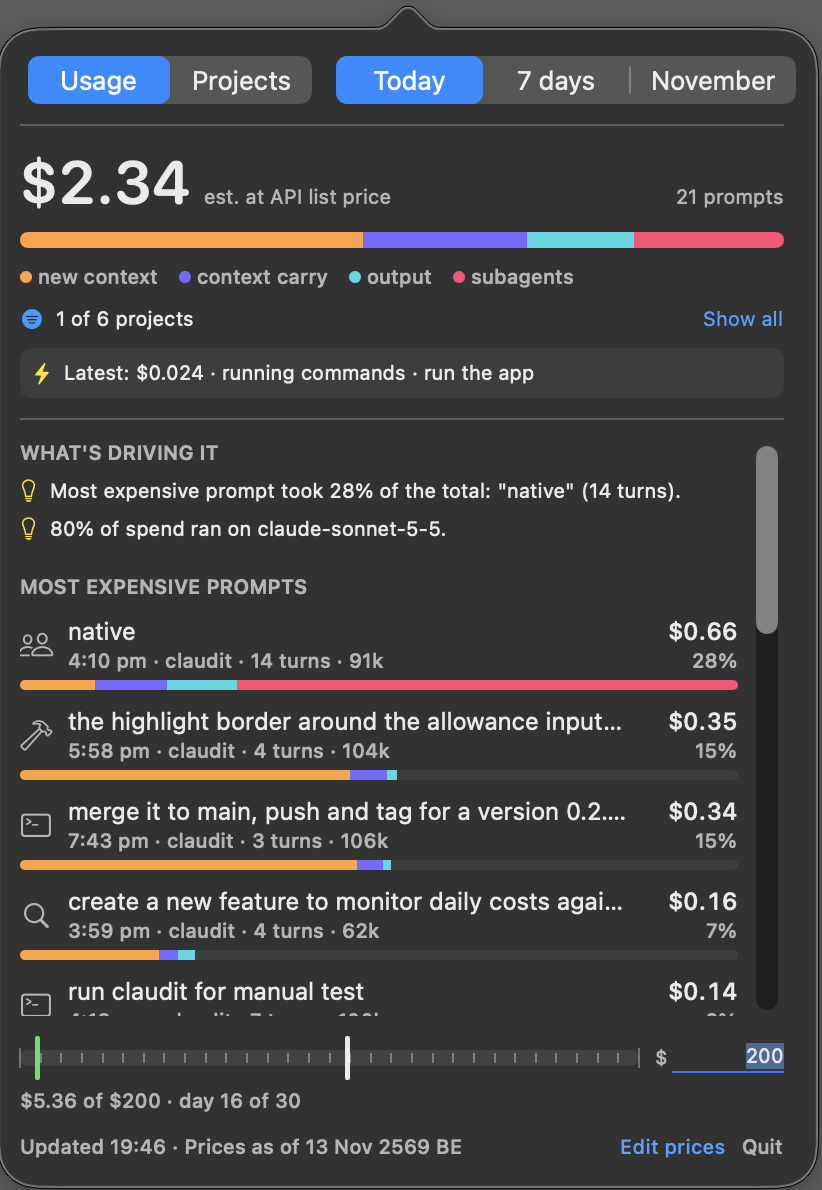 Usage Projects Today 7 days November
$2.34 est. at API list price 21 prompts
new context context carry output subagents
1 of 6 projects Show all
Latest: $0.024 · running commands · run the app
WHAT'S DRIVING IT
Most expensive prompt took 28% of the total: "native" (14 turns).
80% of spend ran on claude-sonnet-5-5.
MOST EXPENSIVE PROMPTS
native $0.66
4:10 pm · claudit · 14 turns · 91k 28%
the highlight border around the allowance input... $0.35
5:58 pm · claudit · 4 turns · 104k 15%
merge it to main, push and tag for a version 0.2.... $0.34
7:43 pm · claudit · 3 turns · 106k 15%
create a new feature to monitor daily costs agai... $0.16
3:59 pm · claudit · 4 turns · 62k 7%
run claudit for manual test $0.14
$ 200
$5.36 of $200 · day 16 of 30
Updated 19:46 · Prices as of 13 Nov 2569 BE Edit prices Quit